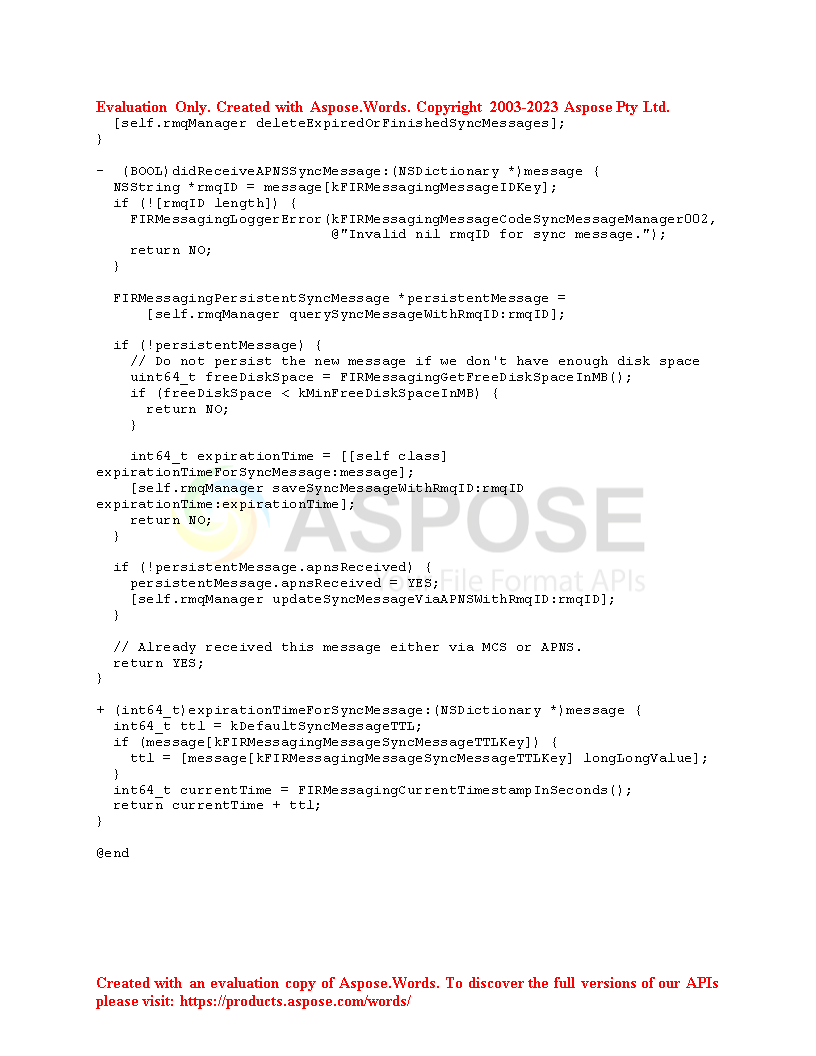 Evaluation Only. Created with Aspose.Words. Copyright 2003-2023 Aspose Pty Ltd.
  [self.rmqManager deleteExpiredOrFinishedSyncMessages];
}

- (BOOL)didReceiveAPNSSyncMessage:(NSDictionary *)message {
  NSString *rmqID = message[kFIRMessagingMessageIDKey];
  if (![rmqID length]) {
    FIRMessagingLoggerError(kFIRMessagingMessageCodeSyncMessageManager002,
                            @"Invalid nil rmqID for sync message.");
    return NO;
  }

  FIRMessagingPersistentSyncMessage *persistentMessage =
      [self.rmqManager querySyncMessageWithRmqID:rmqID];

  if (!persistentMessage) {
    // Do not persist the new message if we don't have enough disk space
    uint64_t freeDiskSpace = FIRMessagingGetFreeDiskSpaceInMB();
    if (freeDiskSpace < kMinFreeDiskSpaceInMB) {
      return NO;
    }

    int64_t expirationTime = [[self class]
expirationTimeForSyncMessage:message];
    [self.rmqManager saveSyncMessageWithRmqID:rmqID
expirationTime:expirationTime];
    return NO;
  }
ASPOSE
Your File Format APIs

  if (!persistentMessage.apnsReceived) {
    persistentMessage.apnsReceived = YES;
    [self.rmqManager updateSyncMessageViaAPNSWithRmqID:rmqID];
  }

  // Already received this message either via MCS or APNS.
  return YES;
}

+ (int64_t)expirationTimeForSyncMessage:(NSDictionary *)message {
  int64_t ttl = kDefaultSyncMessageTTL;
  if (message[kFIRMessagingMessageSyncMessageTTLKey]) {
    ttl = [message[kFIRMessagingMessageSyncMessageTTLKey] longLongValue];
  }
  int64_t currentTime = FIRMessagingCurrentTimestampInSeconds();
  return currentTime + ttl;
}

@end

Created with an evaluation copy of Aspose.Words. To discover the full versions of our APIs
please visit: https://products.aspose.com/words/